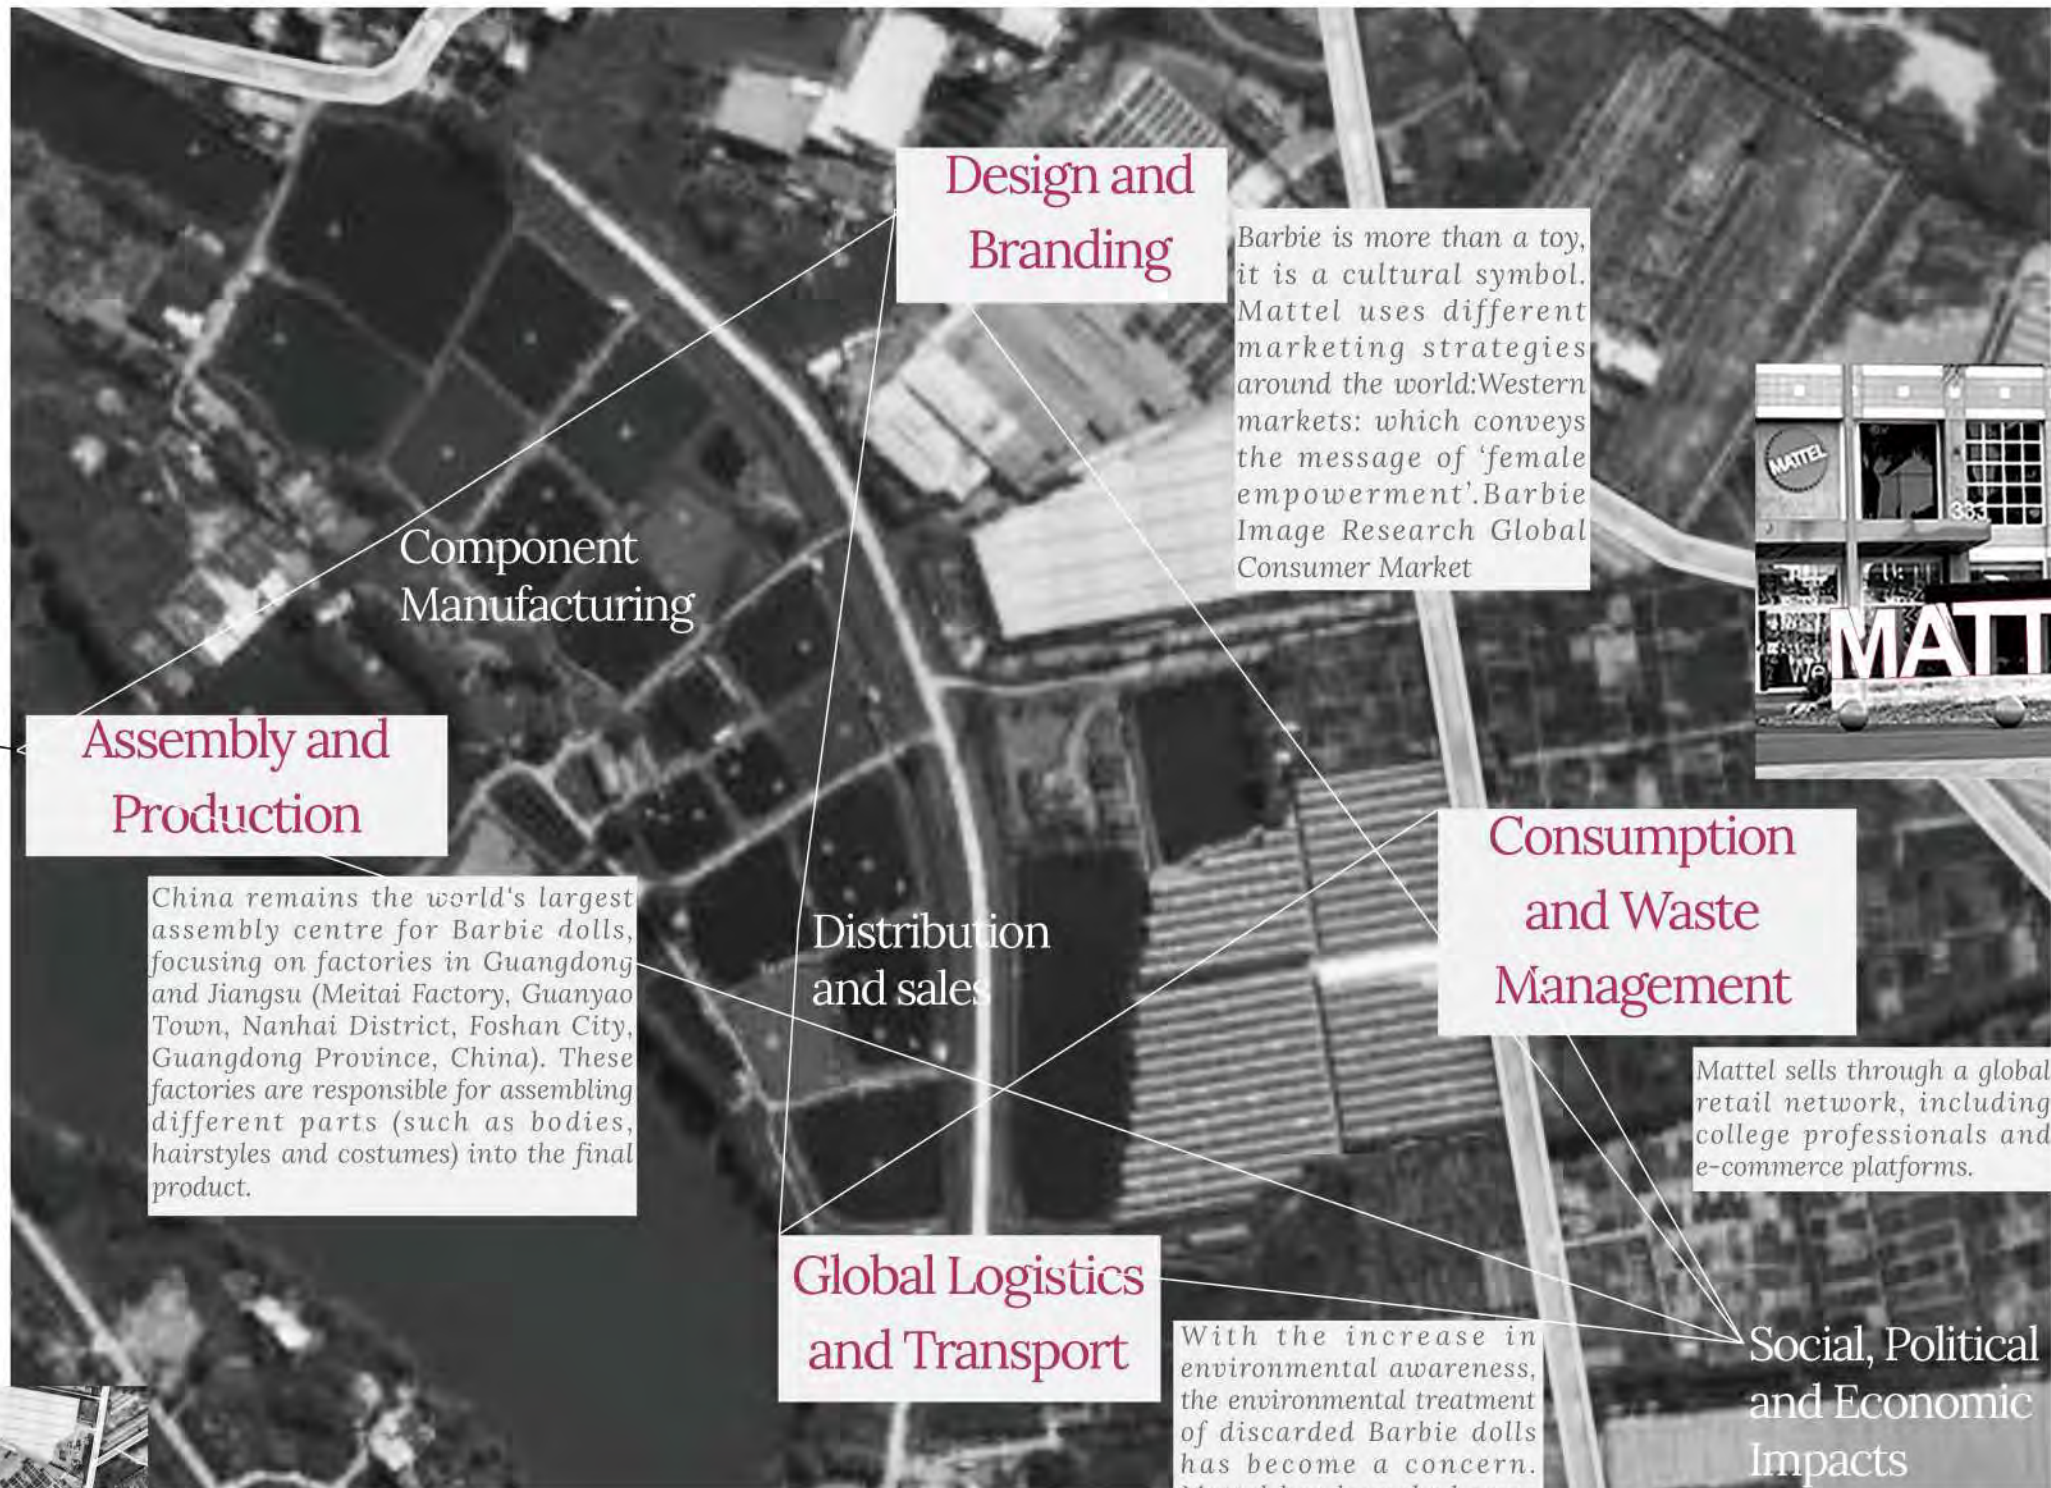 Design and
Branding
Barbie is more than a toy,
it is a cultural symbol.
Mattel uses different
marketing strategies
around the world:Western
markets: which conveys
the message of ‘female
empowerment’.Barbie
Image Research Global
Consumer Market
MATTEL
333
We
MATT
Component
Manufacturing
Assembly and
Production
China remains the world's largest
assembly centre for Barbie dolls,
focusing on factories in Guangdong
and Jiangsu (Meitai Factory, Guanyao
Town, Nanhai District, Foshan City,
Guangdong Province, China). These
factories are responsible for assembling
different parts (such as bodies,
hairstyles and costumes) into the final
product.
Distribution
and sales
Consumption
and Waste
Management
Mattel sells through a global
retail network, including
college professionals and
e-commerce platforms.
Global Logistics
and Transport
With the increase in
environmental awareness,
the environmental treatment
of discarded Barbie dolls
has become a concern.
Social, Political
and Economic
Impacts